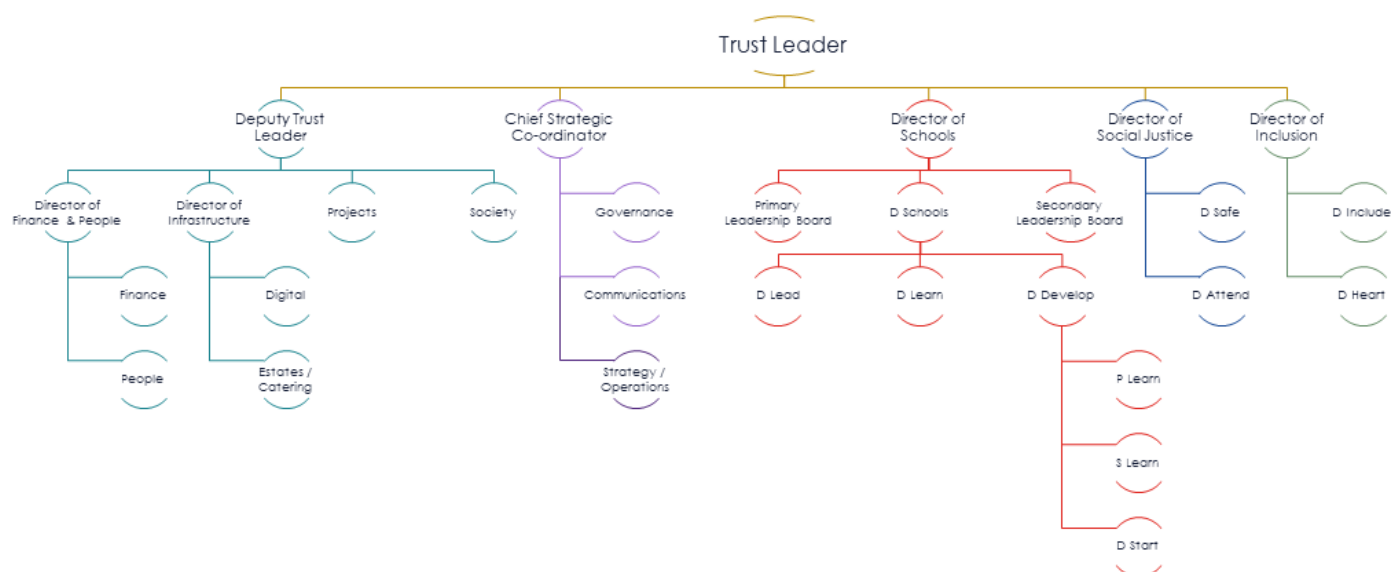 Trust Leader
Deputy Trust
Leader
Chief Strategic
Co-ordinator
Director of
Schools
Director of
Social Justice
Director of
Inclusion
Director of
Finance & People
Director of
Infrastructure
Projects
Society
Governance
Primary
Leadership Board
D Schools
Secondary
Leadership Board
D Safe
D Include
Finance
Digital
Communications
D Lead
D Learn
D Develop
D Attend
D Heart
People
Estates /
Catering
Strategy /
Operations
P Learn
S Learn
D Start